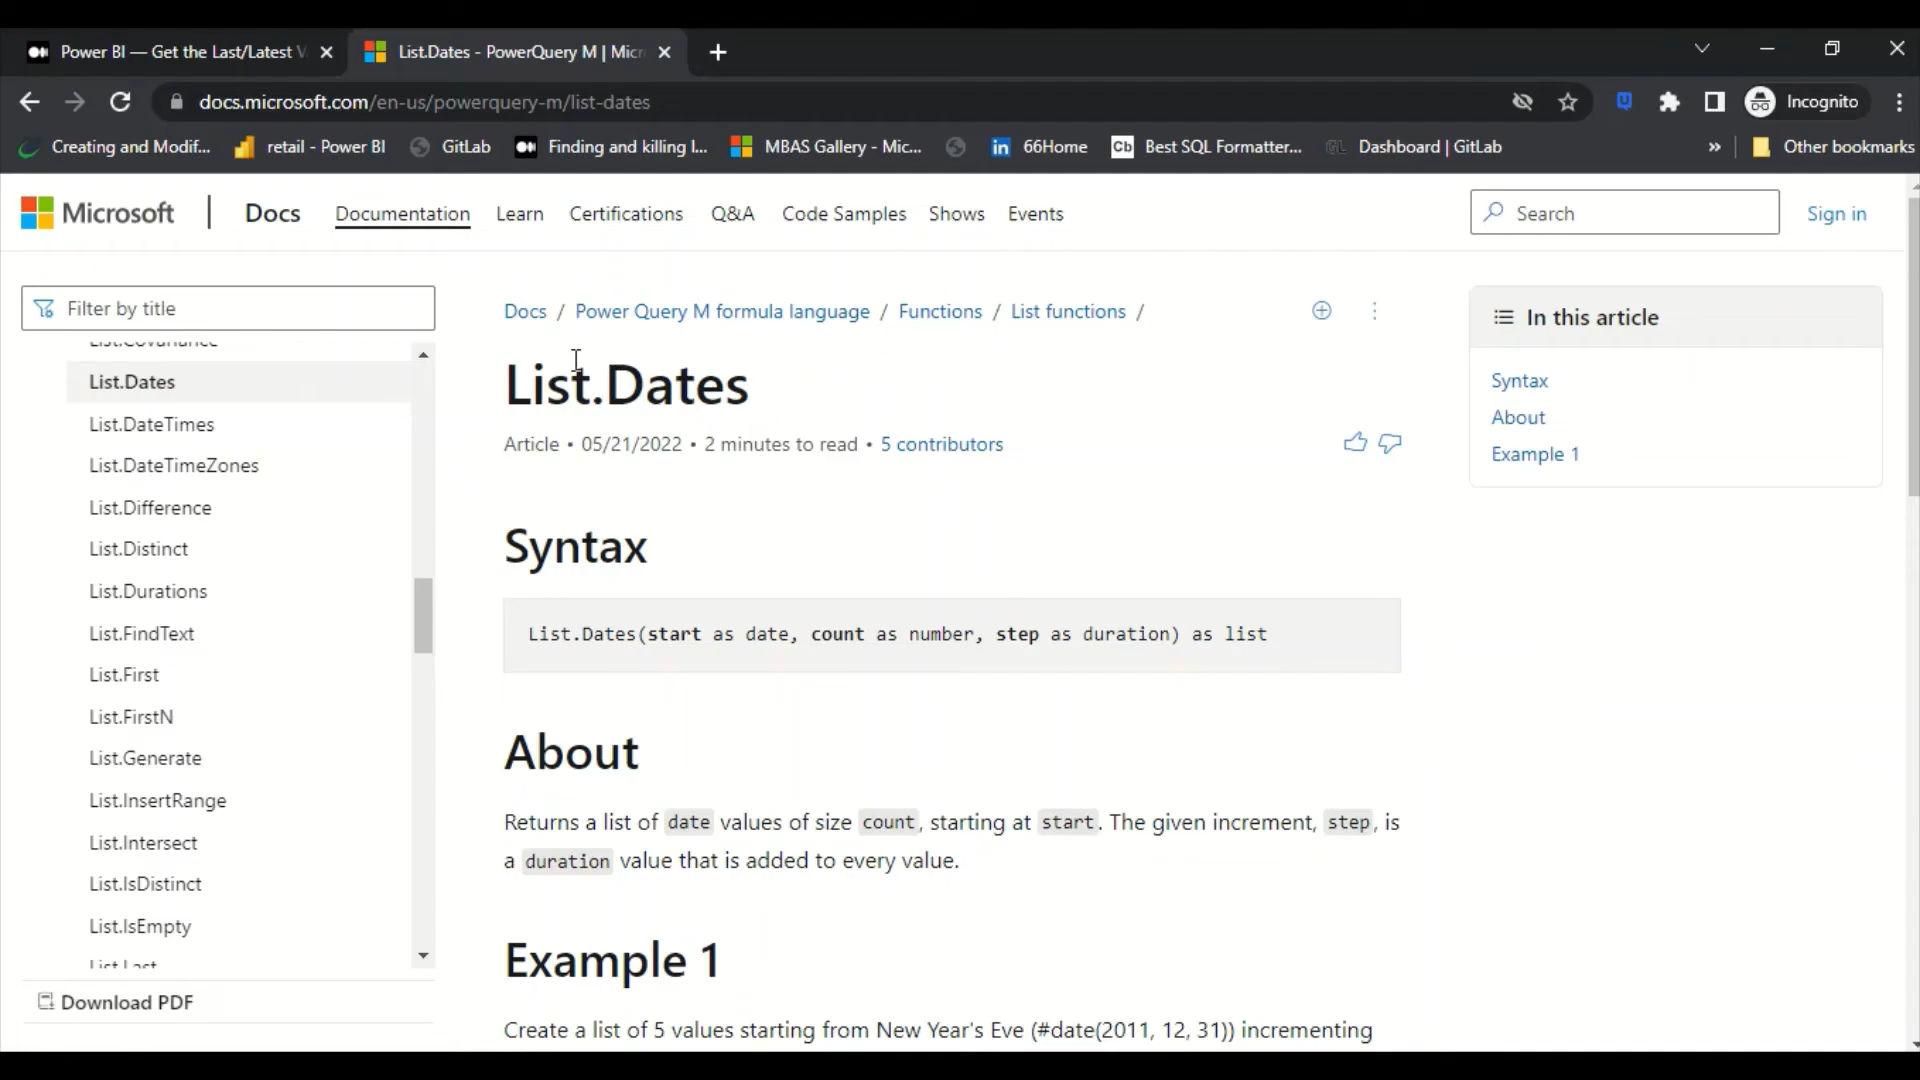 Power BI — Get the Last/Latest V
List.Dates - PowerQuery M | Micr
docs.microsoft.com/en-us/powerquery-m/list-dates
Incognito
Creating and Modif...
retail - Power BI
GitLab
Finding and killing I...
MBAS Gallery - Mic...
in
66Home
Cb
Best SQL Formatter...
GL
Dashboard | GitLab
»
Other bookmarks
Microsoft
Docs
Documentation
Learn
Certifications
Q&A
Code Samples
Shows
Events
Search
Sign in
Filter by title
List.Covariance
List.Dates
List.DateTimes
List.DateTimeZones
List.Difference
List.Distinct
List.Durations
List.FindText
List.First
List.FirstN
List.Generate
List.InsertRange
List.Intersect
List.IsDistinct
List.IsEmpty
List.Last
Download PDF
Docs / Power Query M formula language / Functions / List functions /
List.Dates
Article • 05/21/2022 • 2 minutes to read • 5 contributors
Syntax
List.Dates(start as date, count as number, step as duration) as list
About
Returns a list of date values of size count, starting at start. The given increment, step, is
a duration value that is added to every value.
Example 1
Create a list of 5 values starting from New Year's Eve (#date(2011, 12, 31)) incrementing
In this article
Syntax
About
Example 1